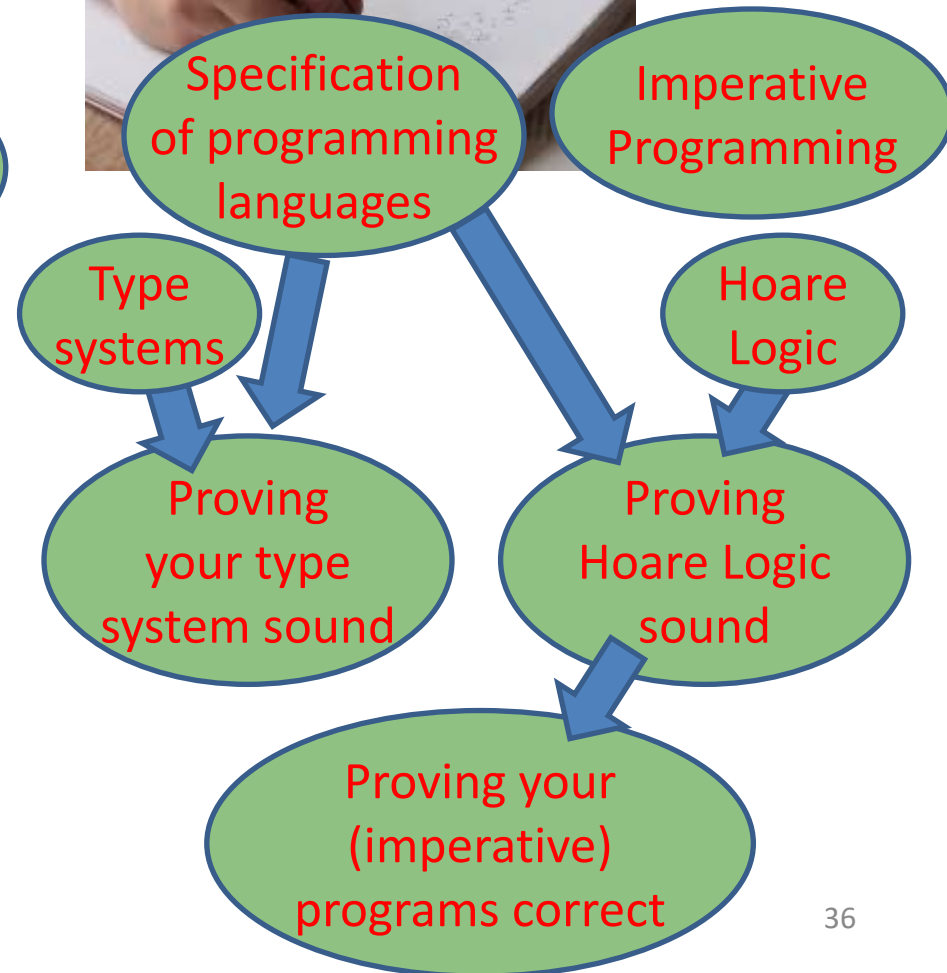 Specification
of programming
languages
Imperative
Programming
Type
systems
Hoare
Logic
Proving
your type
system sound
Proving
Hoare Logic
sound
Proving your
(imperative)
programs correct
36